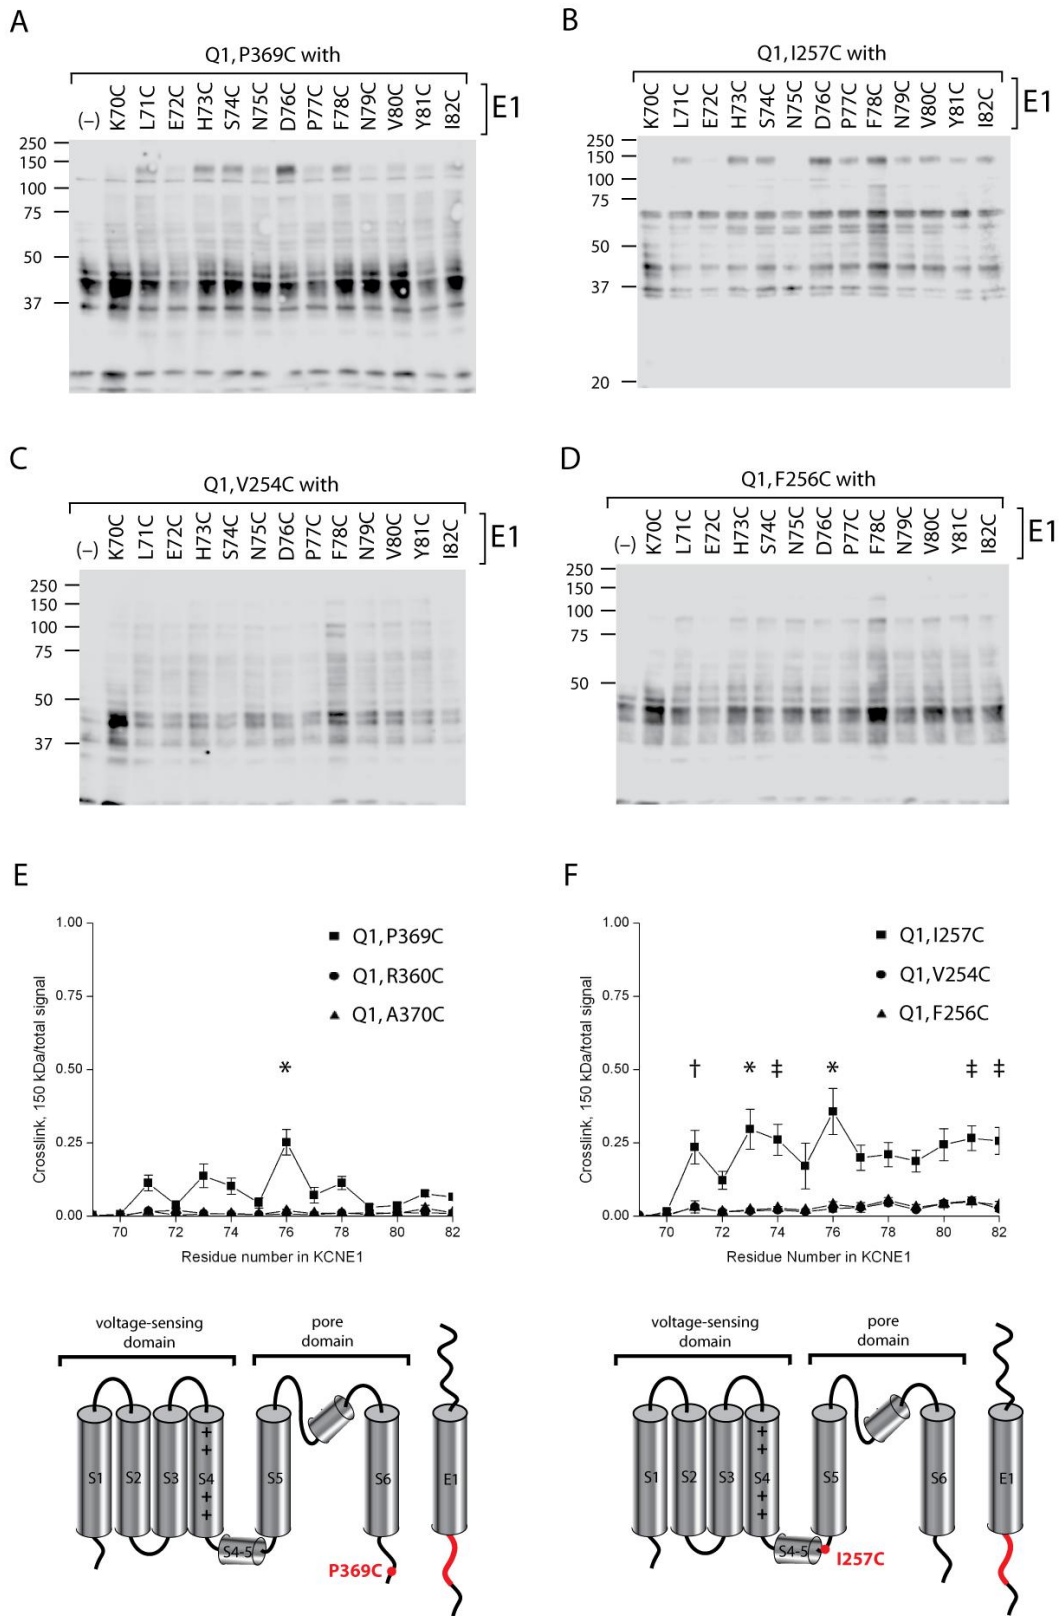 A
Q1,P369C with
(–) K70C L71C E72C H73C S74C N75C D76C P77C F78C N79C V80C Y81C I82C E1
250
150
100
75
50
37
B
Q1,I257C with
K70C L71C E72C H73C S74C N75C D76C P77C F78C N79C V80C Y81C I82C E1
250
150
100
75
50
37
20
C
Q1,V254C with
(–) K70C L71C E72C H73C S74C N75C D76C P77C F78C N79C V80C Y81C I82C E1
250
150
100
75
50
37
D
Q1,F256C with
(–) K70C L71C E72C H73C S74C N75C D76C P77C F78C N79C V80C Y81C I82C E1
250
150
100
75
50
E
Crosslink, 150 kDa/total signal
1.00
0.75
0.50
0.25
0.00
Q1,P369C
Q1,R360C
Q1,A370C
*
70 72 74 76 78 80 82
Residue number in KCNE1
F
Crosslink, 150 kDa/total signal
1.00
0.75
0.50
0.25
0.00
Q1,I257C
Q1,V254C
Q1,F256C
† * ‡ * ‡ ‡
70 72 74 76 78 80 82
Residue Number in KCNE1
voltage-sensing
domain
pore
domain
S1 S2 S3 S4 S5 S6 E1
+
+
+
+
S4-5
P369C
voltage-sensing
domain
pore
domain
S1 S2 S3 S4 S5 S6 E1
+
+
+
+
S4-5
I257C